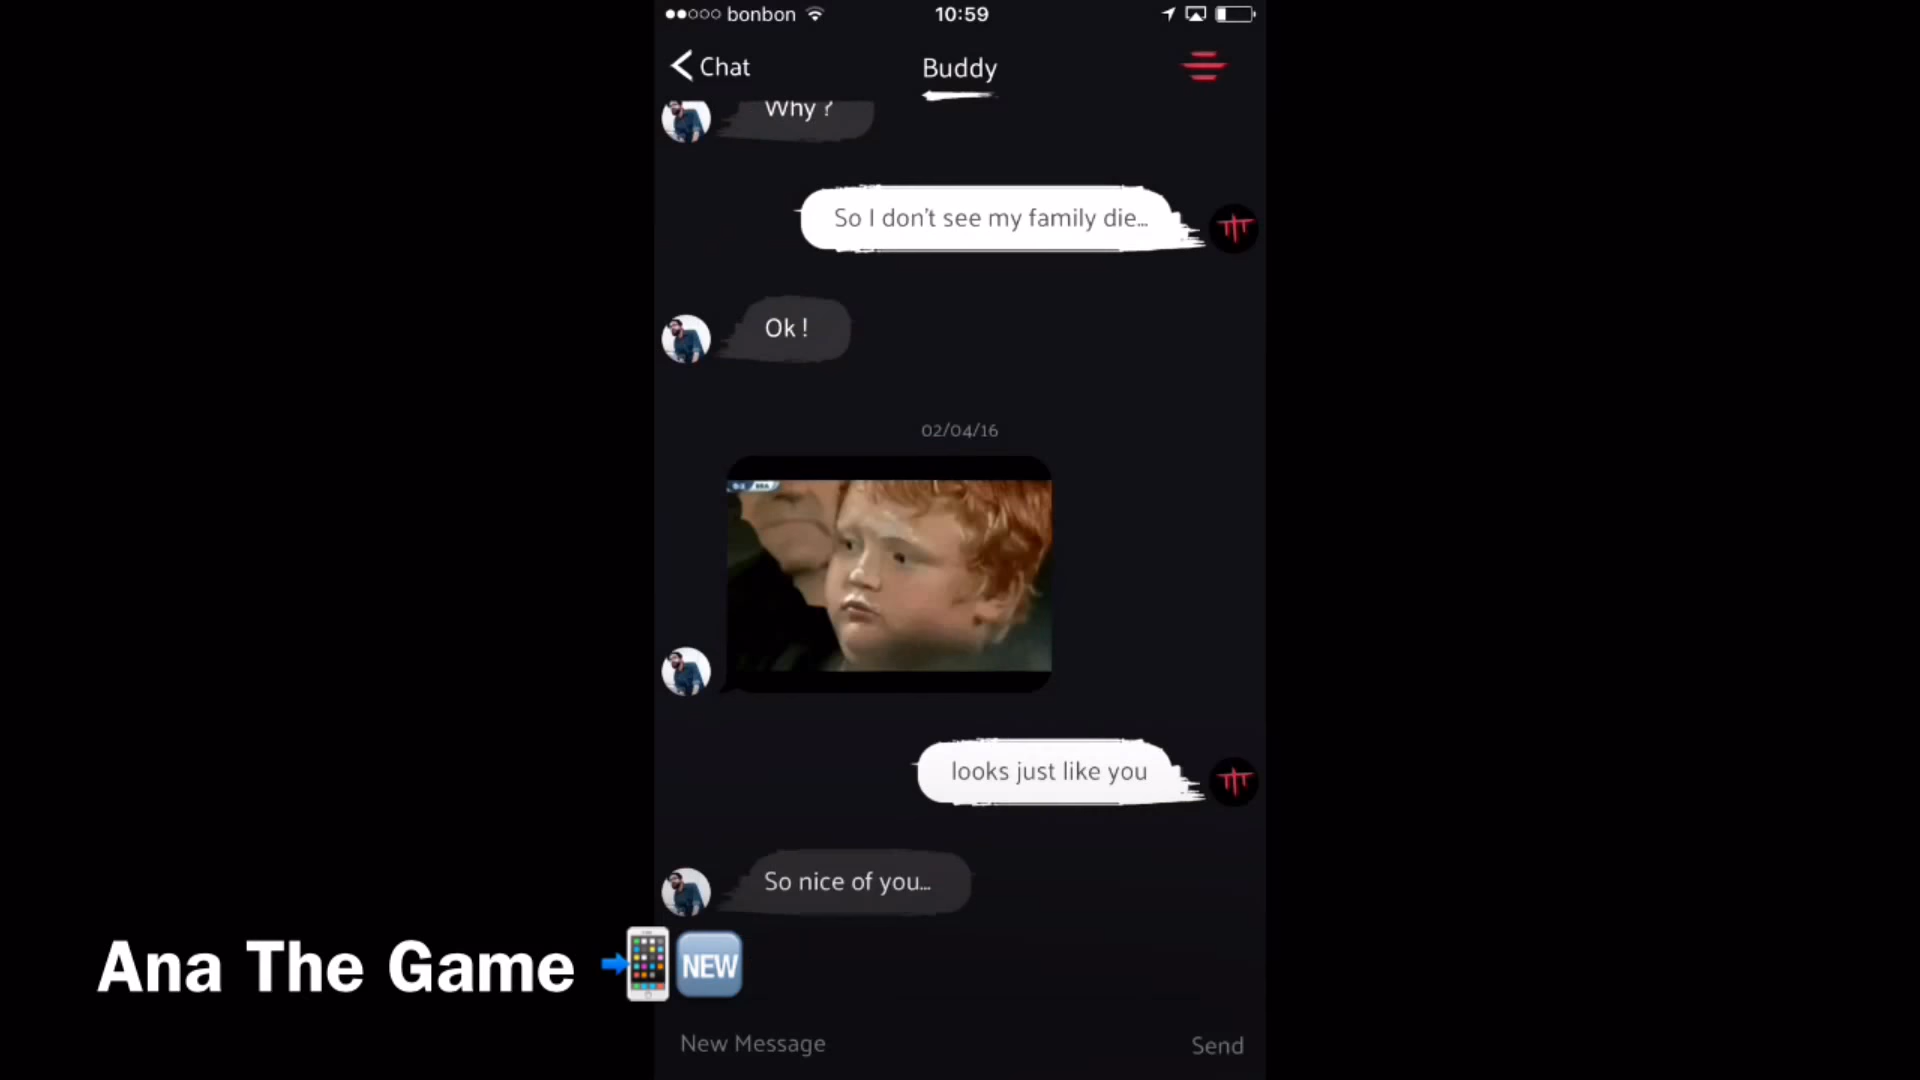 bonbon
10:59
Chat
Buddy
Why ?
So I don't see my family die...
Ok !
02/04/16
looks just like you
So nice of you...
Ana The Game
NEW
New Message
Send